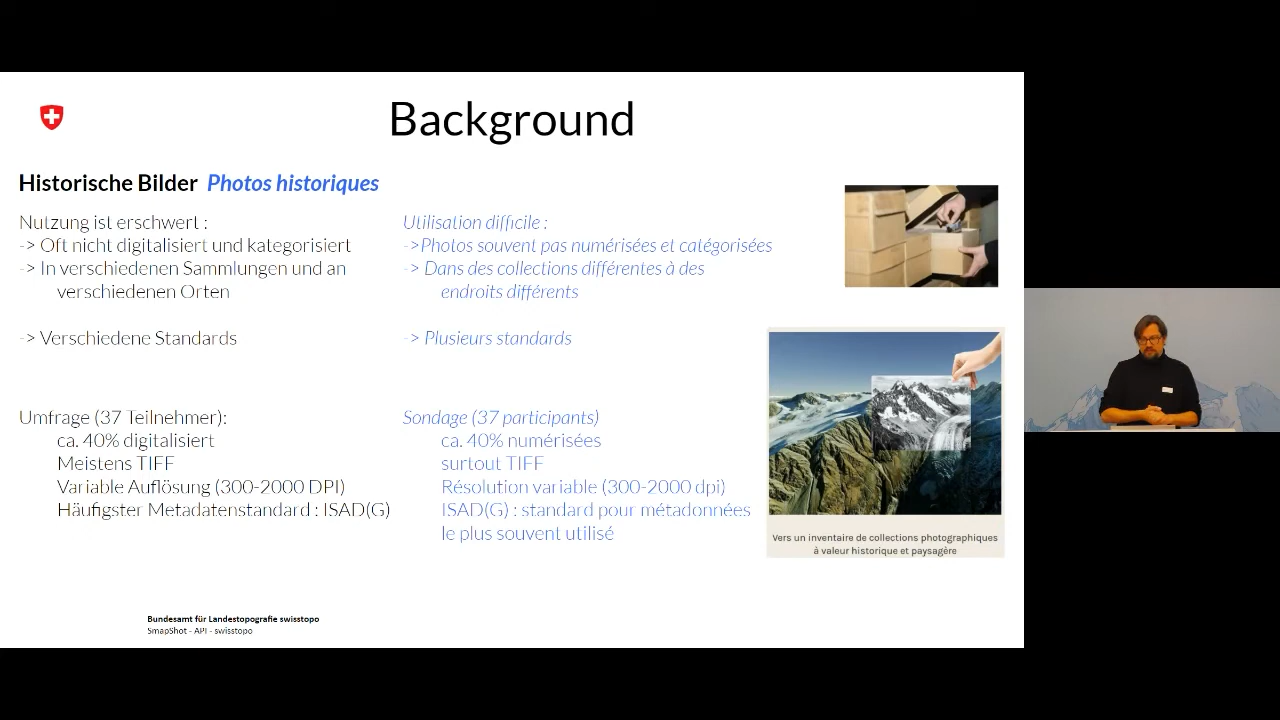 Background
Historische Bilder Photos historiques
Nutzung ist erschwert :
-> Oft nicht digitalisiert und kategorisiert
-> In verschiedenen Sammlungen und an
verschiedenen Orten
-> Verschiedene Standards
Utilisation difficile :
->Photos souvent pas numérisées et catégorisées
-> Dans des collections différentes à des
endroits différents
-> Plusieurs standards
Umfrage (37 Teilnehmer):
ca. 40% digitalisiert
Meistens TIFF
Variable Auflösung (300-2000 DPI)
Häufigster Metadatenstandard : ISAD(G)
Sondage (37 participants)
ca. 40% numérisées
surtout TIFF
Résolution variable (300-2000 dpi)
ISAD(G) : standard pour métadonnées
le plus souvent utilisé
Vers un inventaire de collections photographiques
à valeur historique et paysagère
Bundesamt für Landestopografie swisstopo
SmapShot - API - swisstopo